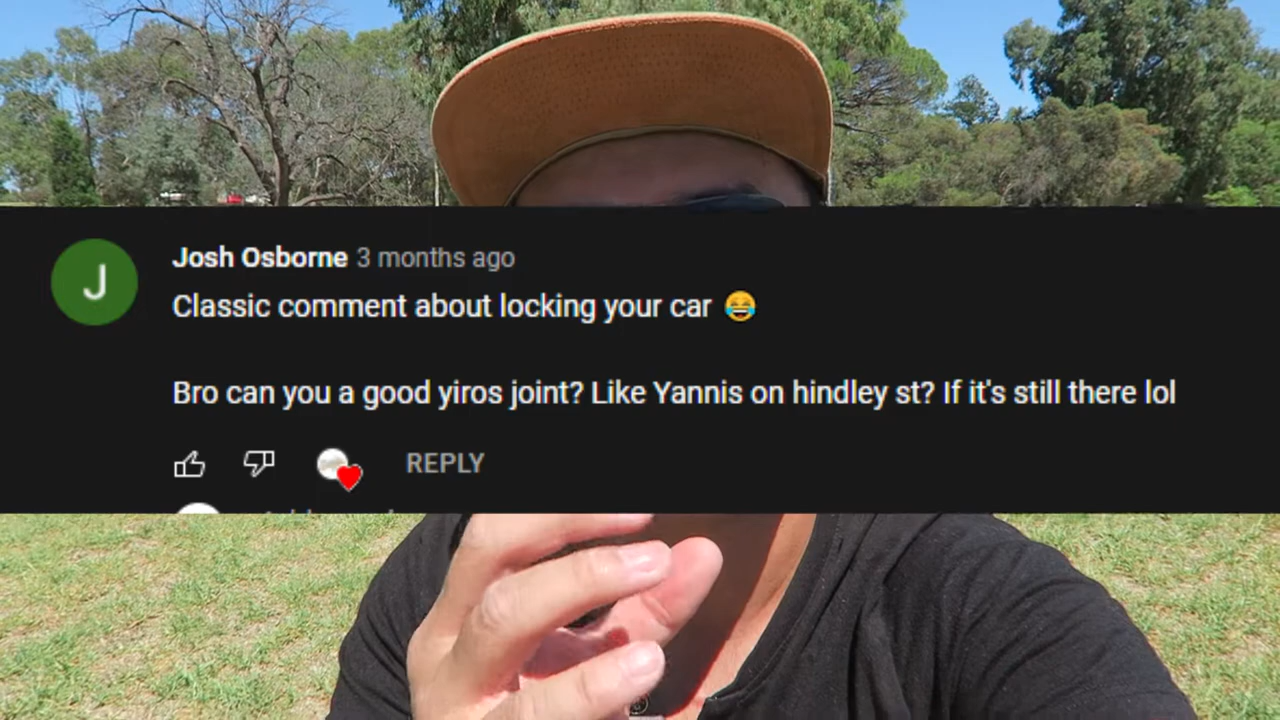 J
Josh Osborne 3 months ago
Classic comment about locking your car 😂
Bro can you a good yiros joint? Like Yannis on hindley st? If it's still there lol
REPLY